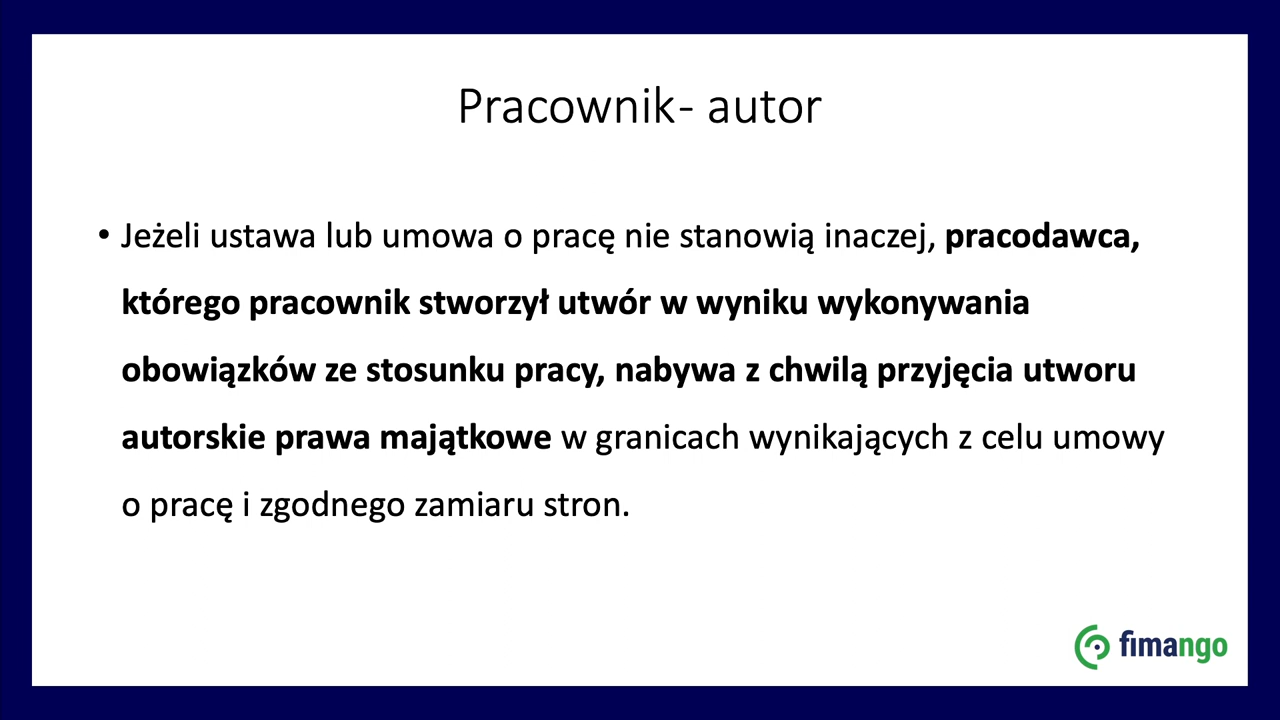 Pracownik- autor
• Jeżeli ustawa lub umowa o pracę nie stanowią inaczej, pracodawca,
którego pracownik stworzył utwór w wyniku wykonywania
obowiązków ze stosunku pracy, nabywa z chwilą przyjęcia utworu
autorskie prawa majątkowe w granicach wynikających z celu umowy
o pracę i zgodnego zamiaru stron.
fimango